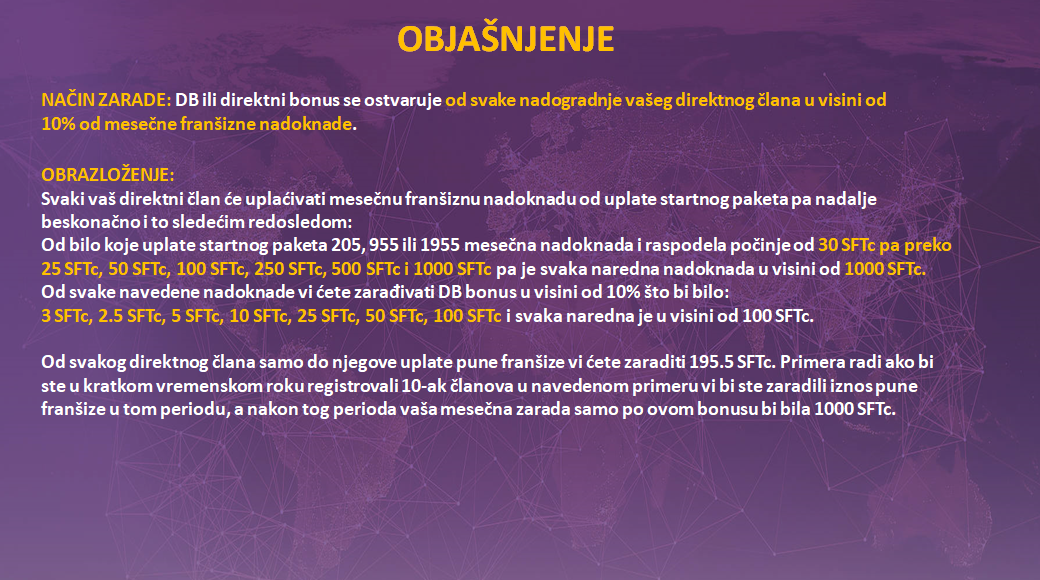 OBJAŠNJENJE
NAČIN ZARADE: DB ili direktni bonus se ostvaruje od svake nadogradnje vašeg direktnog člana u visini od
10% od mesečne franšizne nadoknade.
OBRAZLOŽENJE:
Svaki vaš direktni član će uplaćivati mesečnu franšiznu nadoknadu od uplate startnog paketa pa nadalje
beskonačno i to sledećim redosledom:
Od bilo koje uplate startnog paketa 205, 955 ili 1955 mesečna nadoknada i raspodela počinje od 30 SFTc pa preko
25 SFTc, 50 SFTc, 100 SFTc, 250 SFTc, 500 SFTc i 1000 SFTc pa je svaka naredna nadoknada u visini od 1000 SFTc.
Od svake navedene nadoknade vi ćete zarađivati DB bonus u visini od 10% što bi bilo:
3 SFTc, 2.5 SFTc, 5 SFTc, 10 SFTc, 25 SFTc, 50 SFTc, 100 SFTc i svaka naredna je u visini od 100 SFTc.
Od svakog direktnog člana samo do njegove uplate pune franšize vi ćete zaraditi 195.5 SFTc. Primera radi ako bi
ste u kratkom vremenskom roku registrovali 10-ak članova u navedenom primeru vi bi ste zaradili iznos pune
franšize u tom periodu, a nakon tog perioda vaša mesečna zarada samo po ovom bonusu bi bila 1000 SFTc.